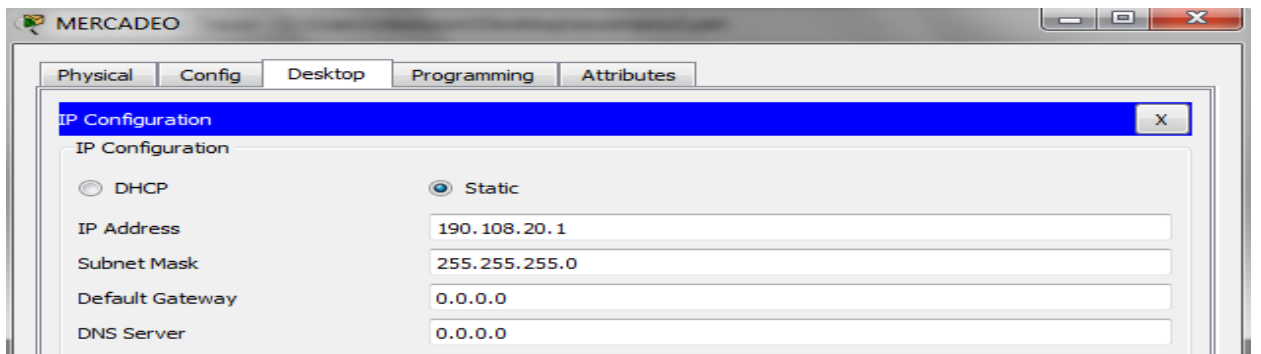 MERCADEO
X
Physical Config Desktop Programming Attributes
IP Configuration X
IP Configuration
DHCP Static
IP Address 190.108.20.1
Subnet Mask 255.255.255.0
Default Gateway 0.0.0.0
DNS Server 0.0.0.0